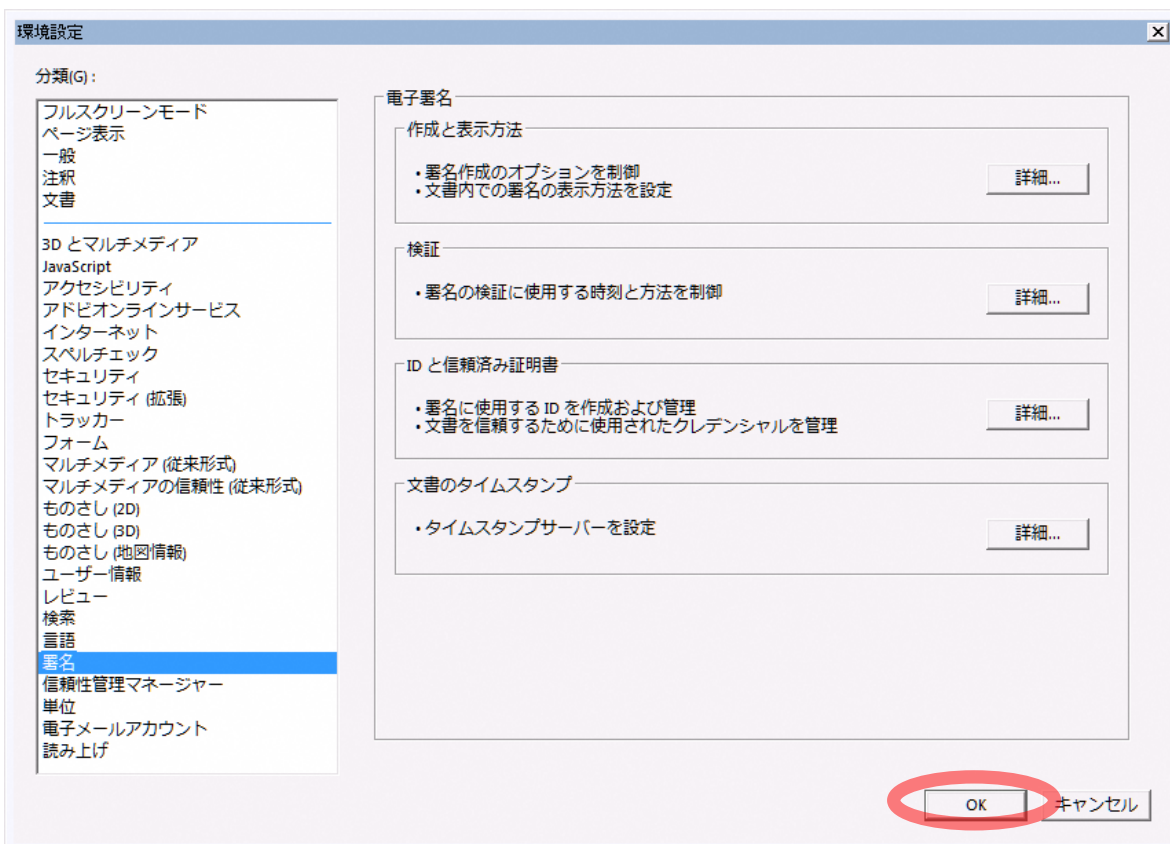 環境設定
分類(G) :
フルスクリーンモード
ページ表示
一般
注釈
文書
3D とマルチメディア
JavaScript
アクセシビリティ
アドビオンラインサービス
インターネット
スペルチェック
セキュリティ
セキュリティ (拡張)
トラッカー
フォーム
マルチメディア (従来形式)
マルチメディアの信頼性 (従来形式)
ものさし (2D)
ものさし (3D)
ものさし (地図情報)
ユーザー情報
レビュー
検索
言語
署名
信頼性管理マネージャー
単位
電子メールアカウント
読み上げ
電子署名
作成と表示方法
・署名作成のオプションを制御
・文書内での署名の表示方法を設定
詳細...
検証
・署名の検証に使用する時刻と方法を制御
詳細...
ID と信頼済み証明書
・署名に使用する ID を作成および管理
・文書を信頼するために使用されたクレデンシャルを管理
詳細...
文書のタイムスタンプ
・タイムスタンプサーバーを設定
詳細...
OK
キャンセル